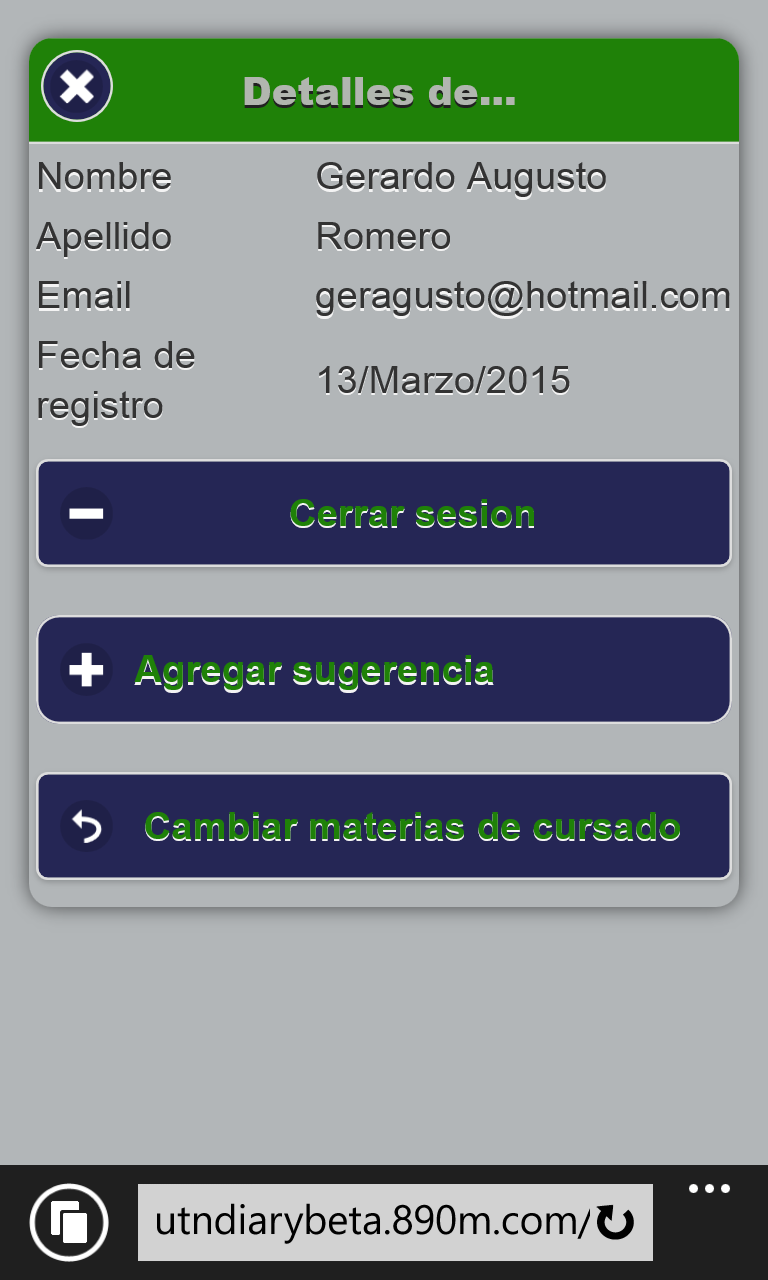 Detalles de...
Nombre Gerardo Augusto
Apellido Romero
Email geragusto@hotmail.com
Fecha de
registro 13/Marzo/2015
Cerrar sesion
Agregar sugerencia
Cambiar materias de cursado
utndiarybeta.890m.com/